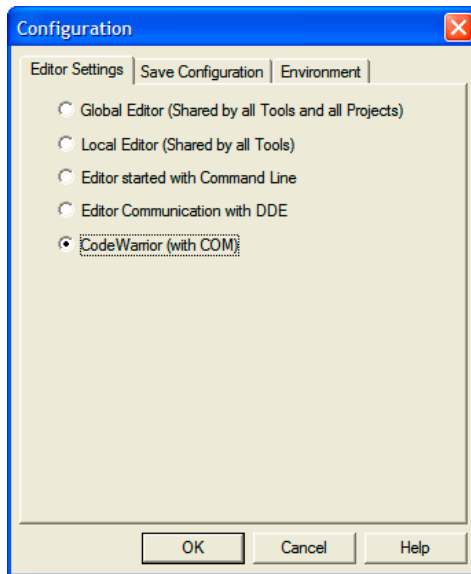 Configuration
Editor Settings Save Configuration Environment
Global Editor (Shared by all Tools and all Projects)
Local Editor (Shared by all Tools)
Editor started with Command Line
Editor Communication with DDE
CodeWarrior (with COM)
OK Cancel Help